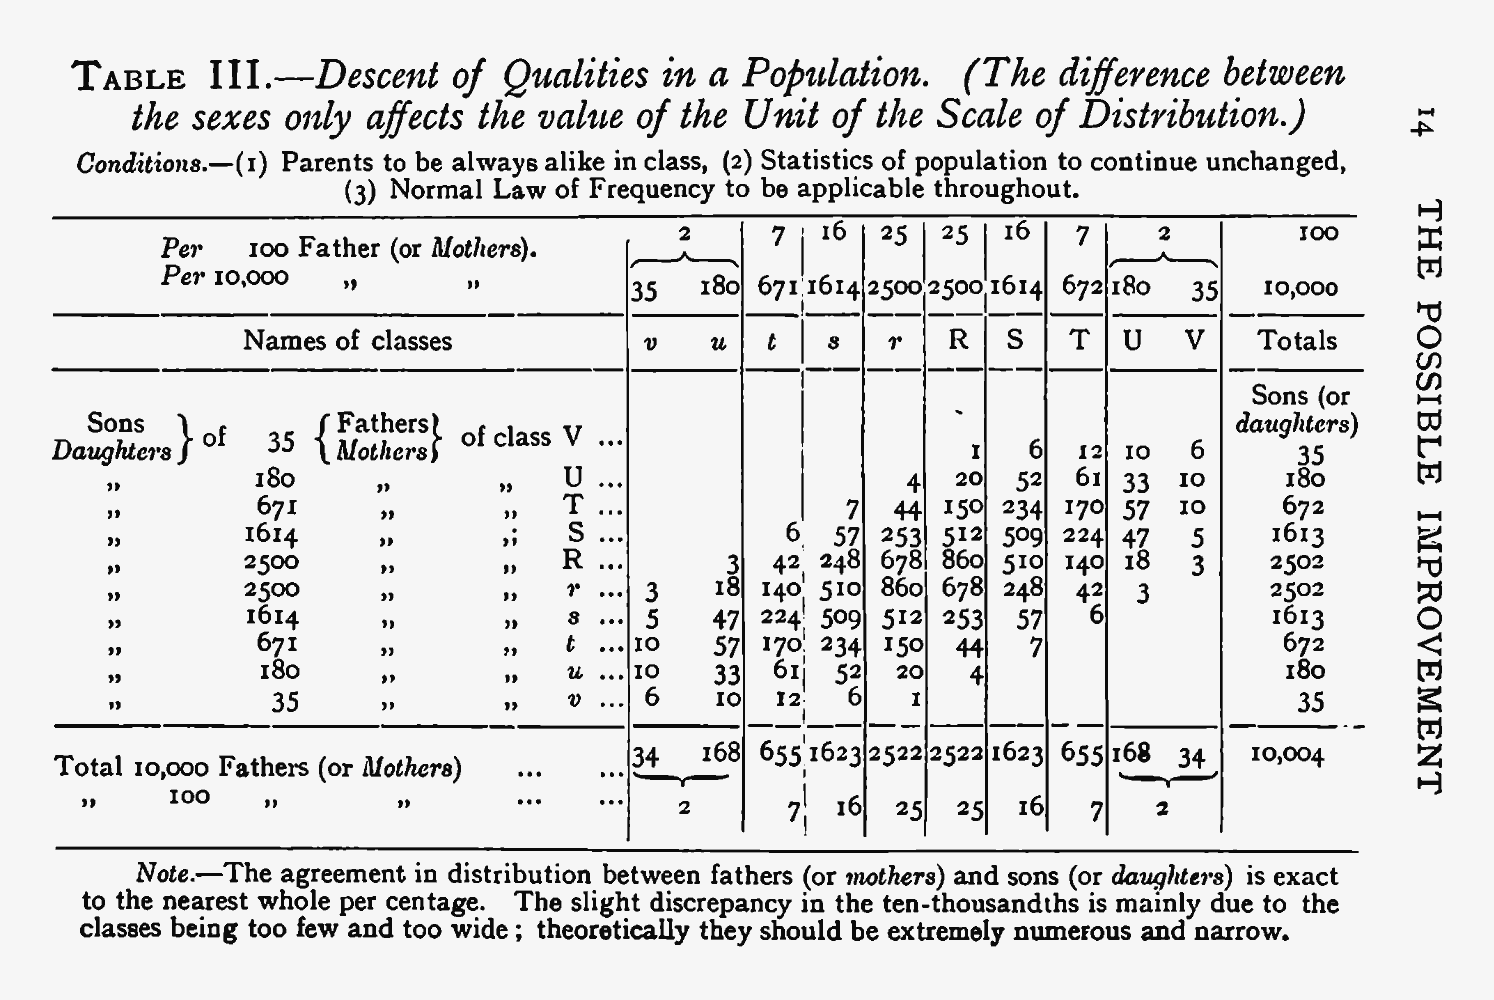 TABLE III.—Descent of Qualities in a Population. (The difference between
the sexes only affects the value of the Unit of the Scale of Distribution.)
Conditions.—(1) Parents to be always alike in class, (2) Statistics of population to continue unchanged,
(3) Normal Law of Frequency to be applicable throughout.
Per 100 Father (or Mothers). 2 7 16 25 25 16 7 2 100
Per 10,000 „ „ 35 180 671 1614 2500 2500 1614 672 180 35 10,000
Names of classes v u t s r R S T U V Totals
Sons (or
daughters)
Sons Daughters } of 35 { Fathers Mothers } of class V ... 1 6 12 10 6 35
„ 180 „ „ U ... 4 20 52 61 33 10 180
„ 671 „ „ T ... 7 44 150 234 170 57 10 672
„ 1614 „ „; S ... 6 57 253 512 509 224 47 5 1613
„ 2500 „ „ R ... 3 42 248 678 860 510 140 18 3 2502
„ 2500 „ „ r ... 3 18 140 510 860 678 248 42 3 2502
„ 1614 „ „ s ... 5 47 224 509 512 253 57 6 1613
„ 671 „ „ t ... 10 57 170 234 150 44 7 672
„ 180 „ „ u ... 10 33 61 52 20 4 180
„ 35 „ „ v ... 6 10 12 6 1 35
Total 10,000 Fathers (or Mothers) ... ... 34 168 655 1623 2522 2522 1623 655 168 34 10,004
„ 100 „ „ ... ... 2 7 16 25 25 16 7 2
Note.—The agreement in distribution between fathers (or mothers) and sons (or daughters) is exact
to the nearest whole per centage. The slight discrepancy in the ten-thousandths is mainly due to the
classes being too few and too wide; theoretically they should be extremely numerous and narrow.
14 THE POSSIBLE IMPROVEMENT